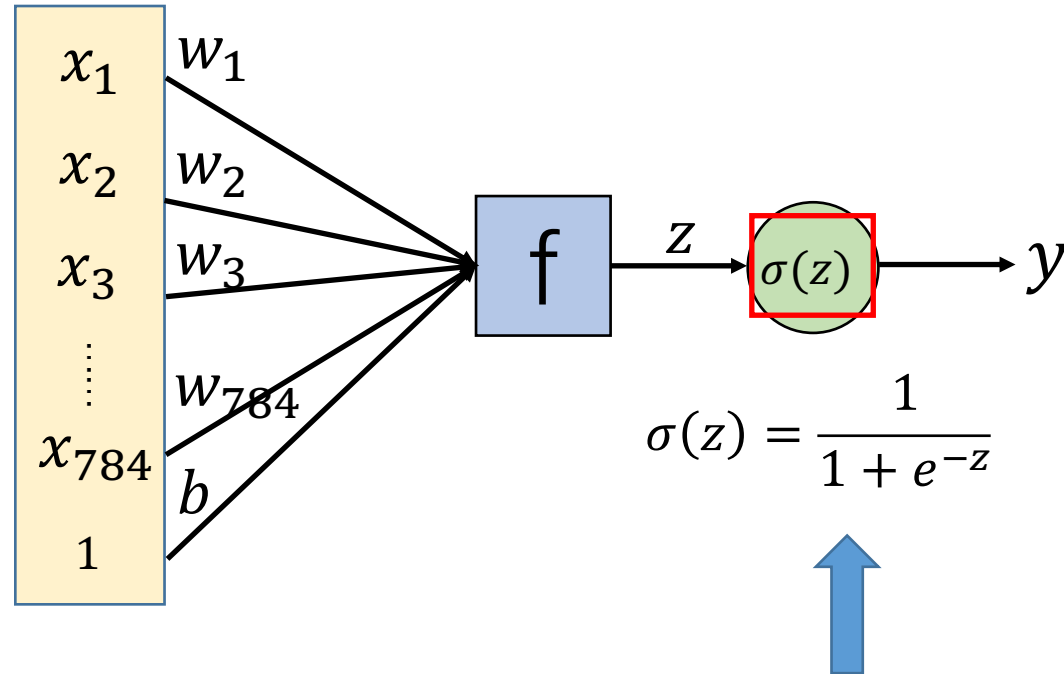 x₁ w₁
x₂ w₂
x₃ w₃
f z σ(z) y
⋮
x₇₈₄ w₇₈₄
σ(z) = 1 / (1 + e⁻ᶻ)
1 b